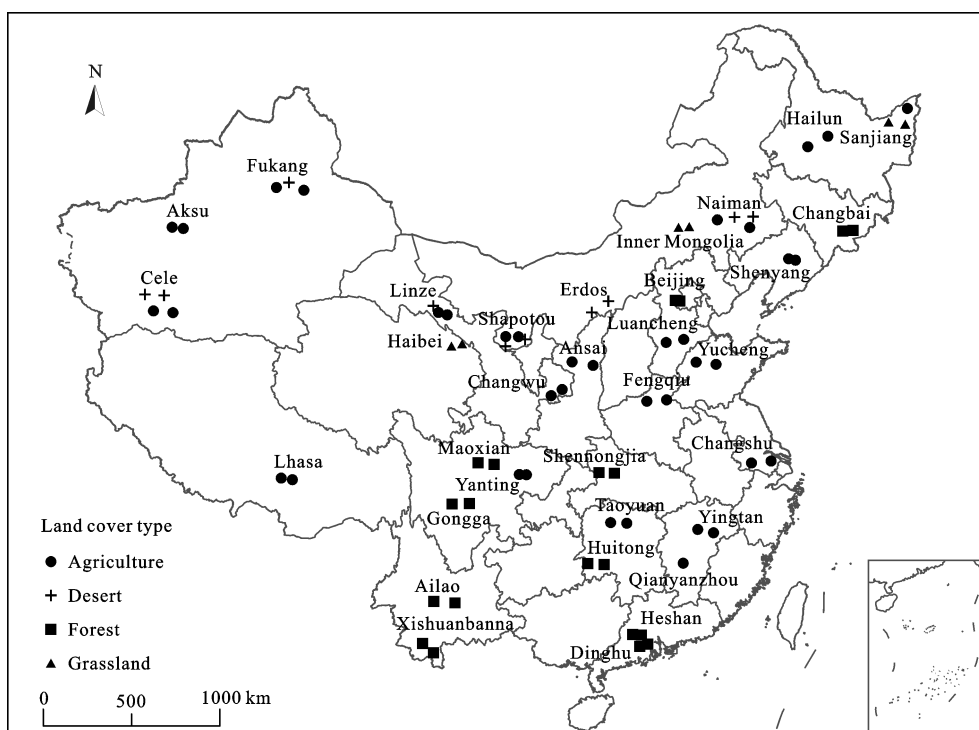 N
Hailun
Sanjiang
Fukang
Aksu
Naiman
Changbai
Inner Mongolia
Shenyang
Cele
Beijing
Linze
Erdos
Shapotou
Luancheng
Haibei
Ansai
Yucheng
Changwu
Fengqiu
Maoxian
Shennongjia
Changshu
Lhasa
Yanting
Gongga
Taoyuan
Yingtan
Land cover type
Agriculture
Desert
Forest
Grassland
Huitong
Qianyanzhou
Ailao
Xishuanbanna
Heshan
Dinghu
0 500 1000 km